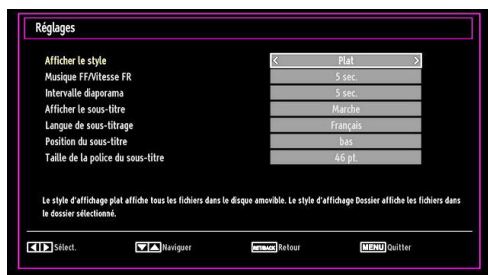 Réglages
Afficher le style < Plat >
Musique FF/Vitesse FR 5 sec.
Intervalle diaporama 5 sec.
Afficher le sous-titre Marche
Langue de sous-titrage Français
Position du sous-titre bas
Taille de la police du sous-titre 46 pt.
Le style d'affichage plat affiche tous les fichiers dans le disque amovible. Le style d'affichage Dossier affiche les fichiers dans
le dossier sélectionné.
Sélect. Naviguer RET/BACK Retour MENU Quitter